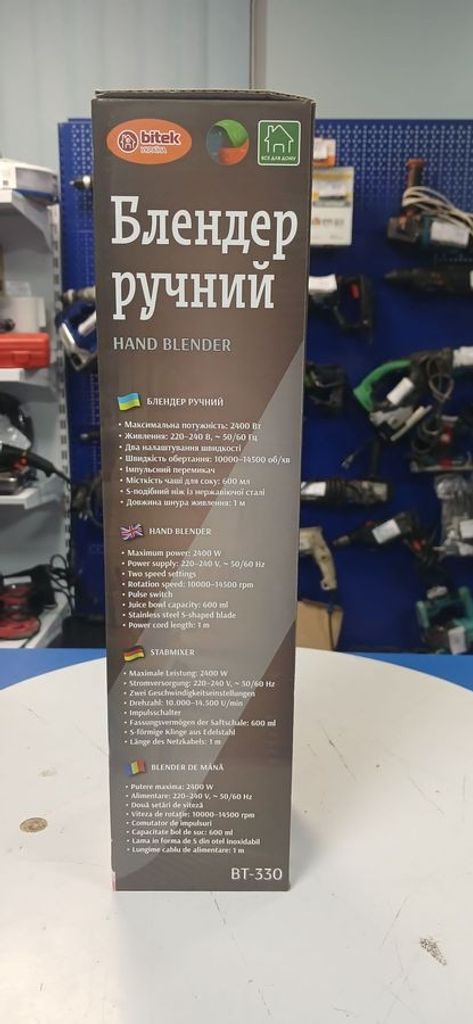 bitek
УКРАЇНА
ВСЕ ДЛЯ ДОМУ
Блендер
ручний
HAND BLENDER
БЛЕНДЕР РУЧНИЙ
• Максимальна потужність: 2400 Вт
• Живлення: 220–240 В, ~ 50/60 Гц
• Два налаштування швидкості
• Швидкість обертання: 10000–14500 об/хв
• Імпульсний перемикач
• Місткість чаші для соку: 600 мл
• S-подібний ніж із нержавіючої сталі
• Довжина шнура живлення: 1 м
HAND BLENDER
• Maximum power: 2400 W
• Power supply: 220–240 V, ~ 50/60 Hz
• Two speed settings
• Rotation speed: 10000–14500 rpm
• Pulse switch
• Juice bowl capacity: 600 ml
• Stainless steel S-shaped blade
• Power cord length: 1 m
STABMIXER
• Maximale Leistung: 2400 W
• Stromversorgung: 220–240 V, ~ 50/60 Hz
• Zwei Geschwindigkeitseinstellungen
• Drehzahl: 10.000–14.500 U/min
• Impulsschalter
• Fassungsvermögen der Saftschale: 600 ml
• S-förmige Klinge aus Edelstahl
• Länge des Netzkabels: 1 m
BLENDER DE MÂNĂ
• Putere maxima: 2400 W
• Alimentare: 220–240 V, ~ 50/60 Hz
• Două setări de viteză
• Viteza de rotație: 10000–14500 rpm
• Comutator de impulsuri
• Capacitate bol de suc: 600 ml
• Lama in forma de S din otel inoxidabil
• Lungime cablu de alimentare: 1 m
BT-330